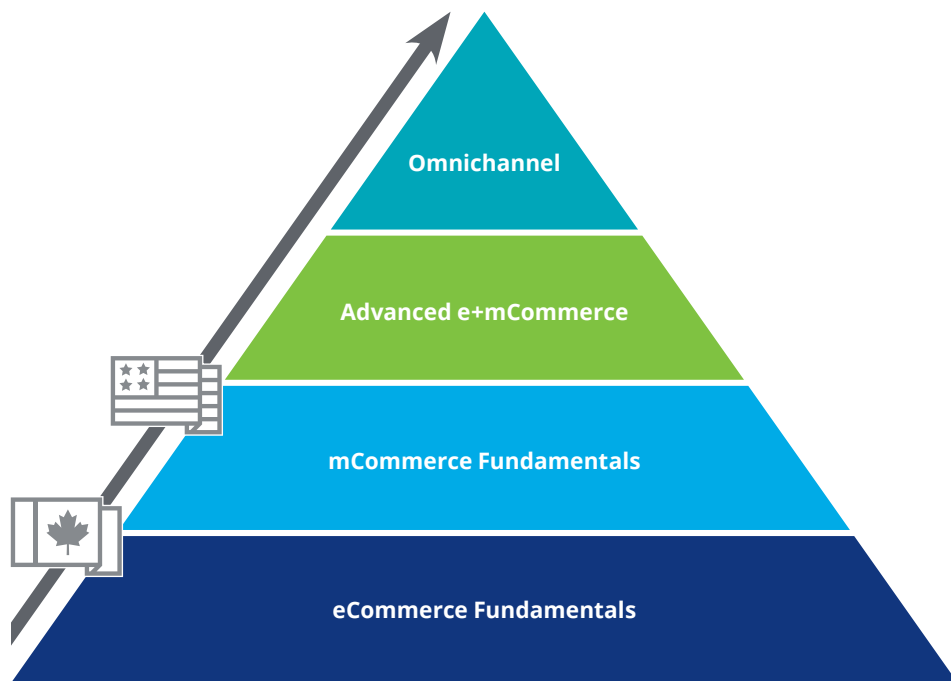 Omnichannel
Advanced e+mCommerce
mCommerce Fundamentals
eCommerce Fundamentals